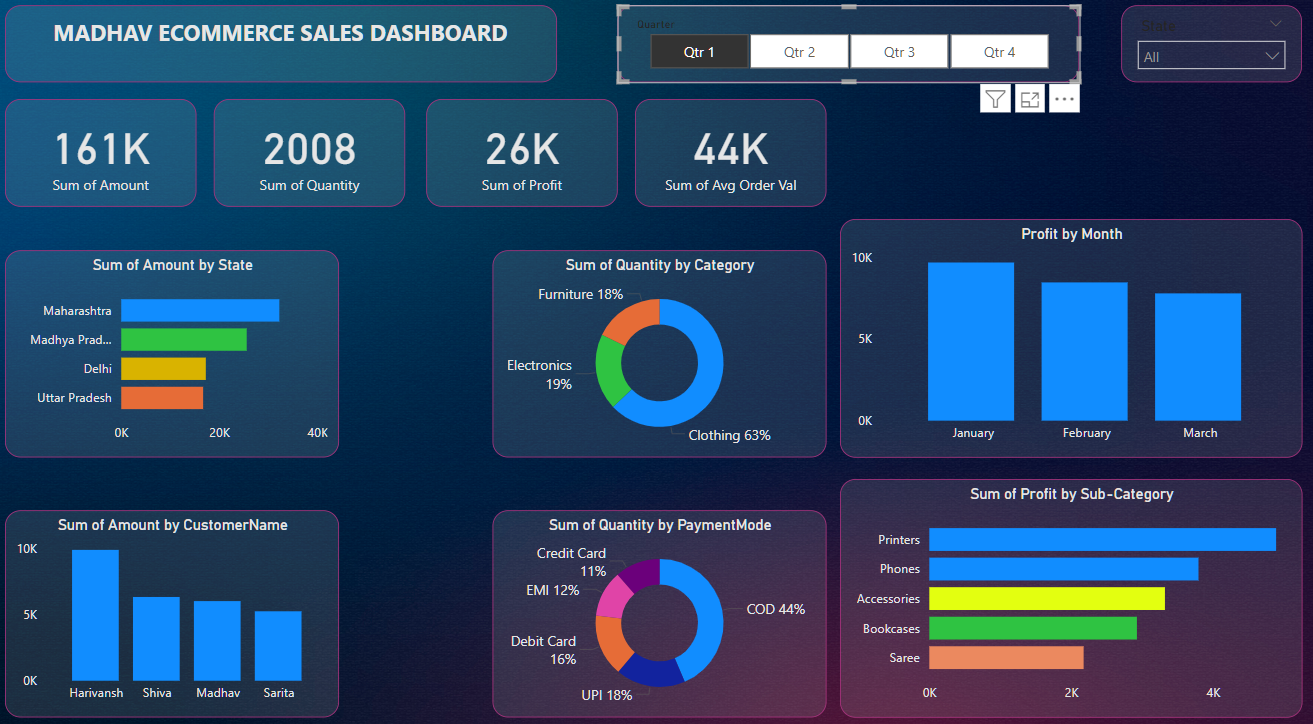 MADHAV ECOMMERCE SALES DASHBOARD
Quarter
Qtr 1
Qtr 2
Qtr 3
Qtr 4
State
All
161K
Sum of Amount
2008
Sum of Quantity
26K
Sum of Profit
44K
Sum of Avg Order Val
Sum of Amount by State
Maharashtra
Madhya Prad...
Delhi
Uttar Pradesh
0K
20K
40K
Sum of Quantity by Category
Furniture 18%
Electronics
19%
Clothing 63%
Profit by Month
10K
5K
0K
January
February
March
Sum of Amount by CustomerName
10K
5K
0K
Harivansh
Shiva
Madhav
Sarita
Sum of Quantity by PaymentMode
Credit Card
11%
EMI 12%
Debit Card
16%
UPI 18%
COD 44%
Sum of Profit by Sub-Category
Printers
Phones
Accessories
Bookcases
Saree
0K
2K
4K